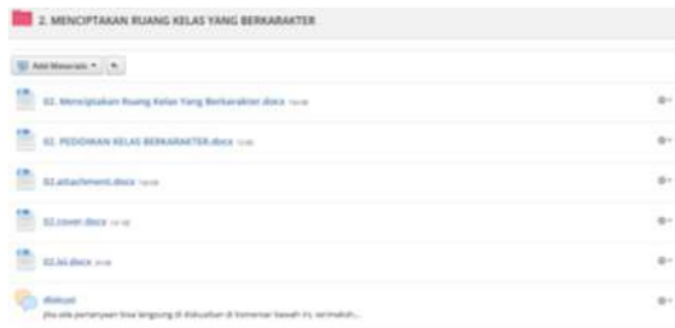 2. MENCIPTAKAN RUANG KELAS YANG BERKARAKTER
Add Materials
02. Menciptakan Ruang Kelas Yang Berkarakter.docx
02. PEDIDIKAN KELAS BERKARAKTER.docx
02.attachment.docx
02.cover.docx
02.isi.docx
diskusi
jika ada pertanyaan bisa langsung di diskusikan di komentar bawah ini, terimakah...